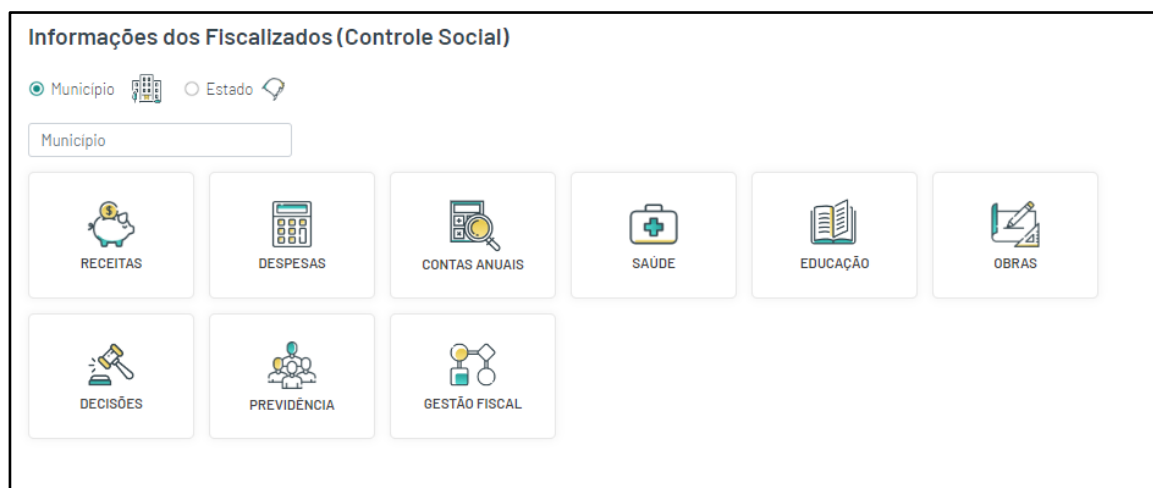 Informações dos Fiscalizados (Controle Social)
Município Estado
Município
RECEITAS DESPESAS CONTAS ANUAIS SAÚDE EDUCAÇÃO OBRAS
DECISÕES PREVIDÊNCIA GESTÃO FISCAL